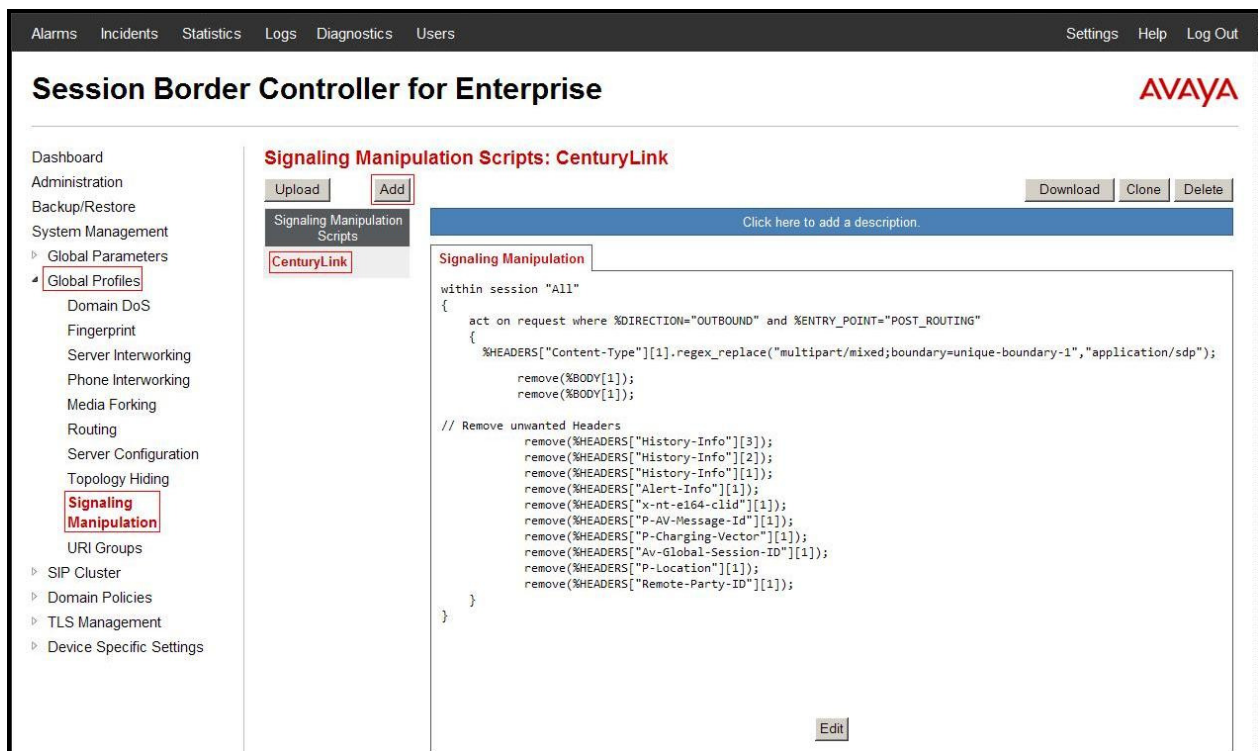 Alarms Incidents Statistics Logs Diagnostics Users Settings Help Log Out
Session Border Controller for Enterprise
AVAYA
Dashboard
Administration
Backup/Restore
System Management
Global Parameters
Global Profiles
Domain DoS
Fingerprint
Server Interworking
Phone Interworking
Media Forking
Routing
Server Configuration
Topology Hiding
Signaling
Manipulation
URI Groups
SIP Cluster
Domain Policies
TLS Management
Device Specific Settings
Signaling Manipulation Scripts: CenturyLink
Upload Add Download Clone Delete
Signaling Manipulation
Scripts
CenturyLink
Click here to add a description.
Signaling Manipulation
within session "All"
{
act on request where %DIRECTION="OUTBOUND" and %ENTRY_POINT="POST_ROUTING"
{
%HEADERS["Content-Type"][1].regex_replace("multipart/mixed;boundary=unique-boundary-1","application/sdp");
remove(%BODY[1]);
remove(%BODY[1]);
// Remove unwanted Headers
remove(%HEADERS["History-Info"][3]);
remove(%HEADERS["History-Info"][2]);
remove(%HEADERS["History-Info"][1]);
remove(%HEADERS["Alert-Info"][1]);
remove(%HEADERS["x-nt-e164-clid"][1]);
remove(%HEADERS["P-AV-Message-Id"][1]);
remove(%HEADERS["P-Charging-Vector"][1]);
remove(%HEADERS["Av-Global-Session-ID"][1]);
remove(%HEADERS["P-Location"][1]);
remove(%HEADERS["Remote-Party-ID"][1]);
}
}
Edit